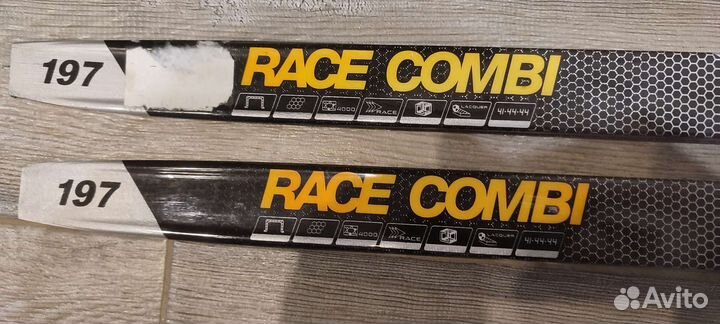 197 RACE COMBI
4000 RACE LACQUER 41-44-44
197 RACE COMBI
4000 RACE LACQUER 41-44-44
Avito